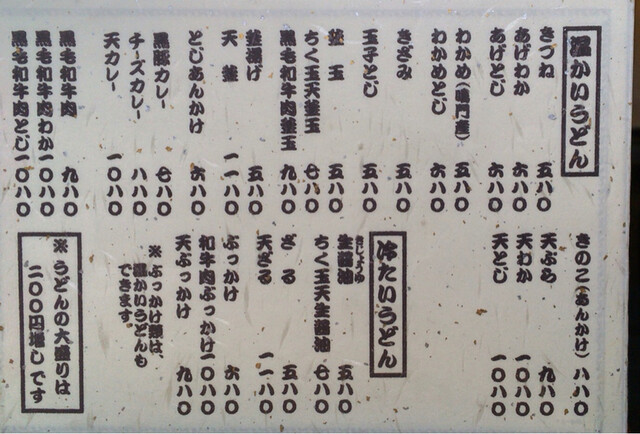 温かいうどん
きつね 五八〇
あげわか 六八〇
あげとじ 六八〇
わかめ（鳴門産） 五八〇
わかめとじ 六八〇
きざみ 五八〇
玉子とじ 五八〇
釜玉 五八〇
ちく玉天釜玉 七八〇
黒毛和牛肉釜玉 九八〇
釜揚げ 五八〇
天釜 一一八〇
とじあんかけ 六八〇
黒豚カレー 七八〇
チーズカレー 八八〇
天カレー 一〇八〇
黒毛和牛肉 九八〇
黒毛和牛肉わか 一〇八〇
黒毛和牛肉とじ 一〇八〇
きのこ（あんかけ） 八八〇
天ぷら 九八〇
天わか 一〇八〇
天とじ 一〇八〇
冷たいうどん
生醤油 きじょうゆ 五八〇
ちく玉天生醤油 七八〇
ざる 五八〇
天ざる 一一八〇
ぶっかけ 六八〇
和牛肉ぶっかけ 一〇八〇
天ぶっかけ 九八〇
※ぶっかけ類は、
温かいうどんも
できます。
※うどんの大盛りは
二〇〇円増しです